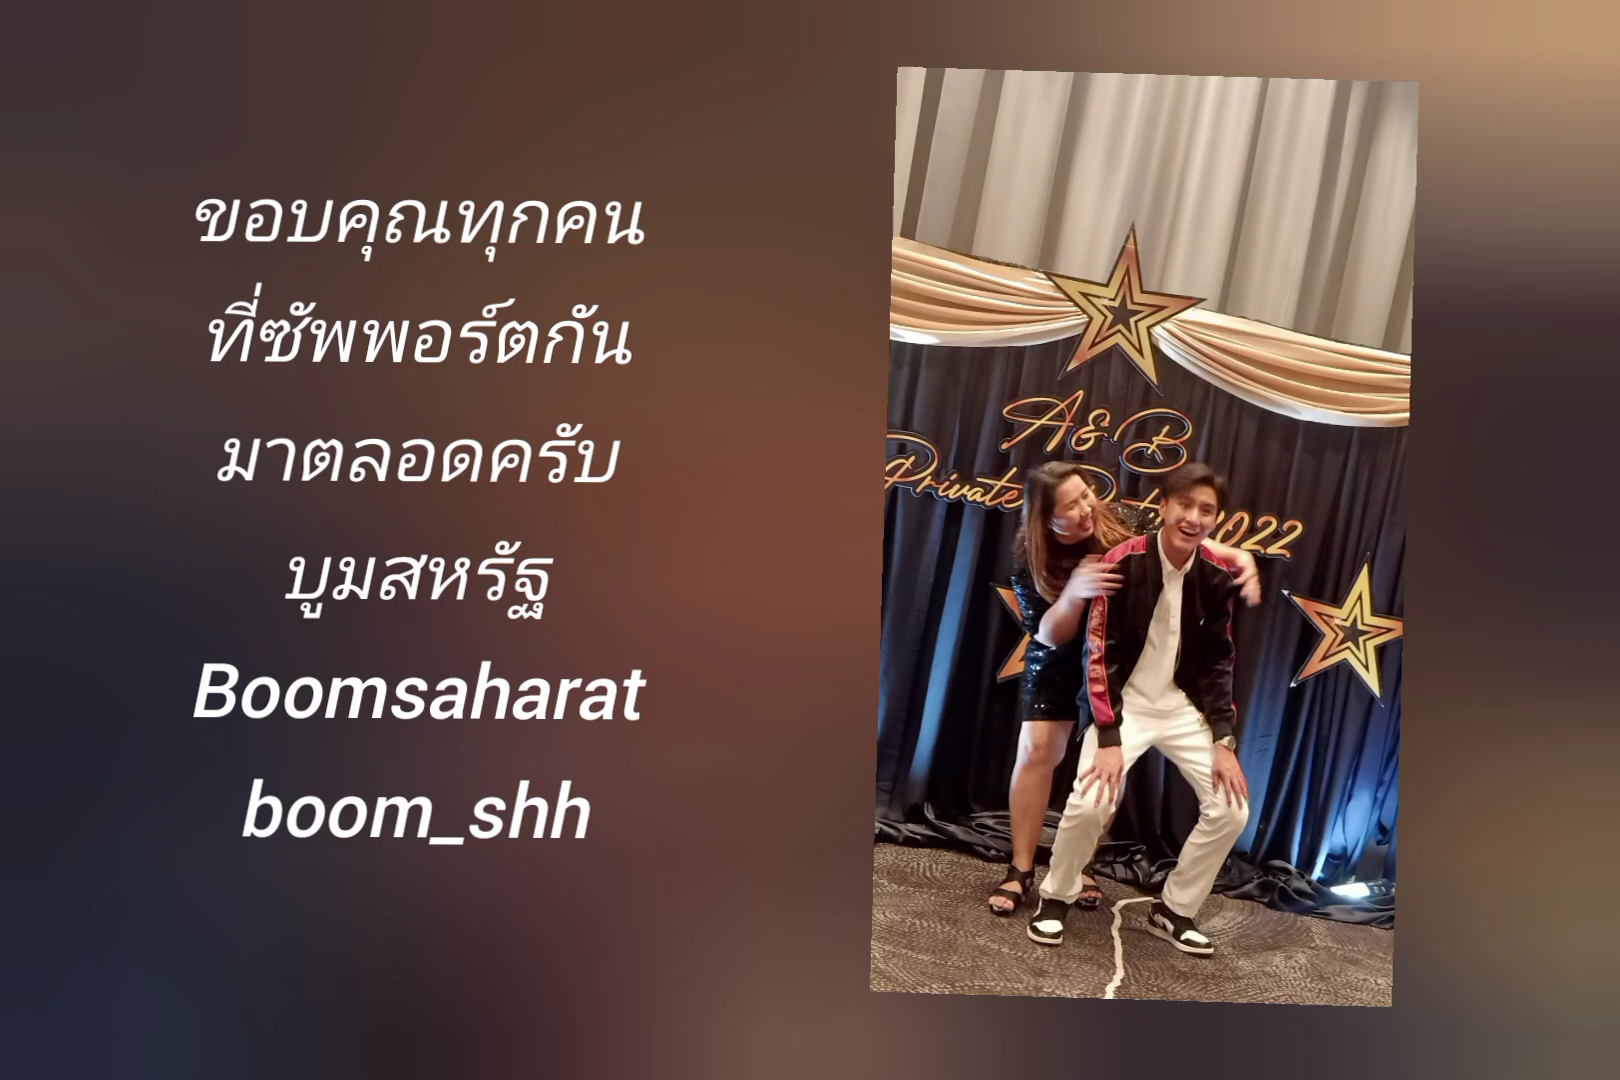 ขอบคุณทุกคน
ที่ซัพพอร์ตกัน
มาตลอดครับ
บูมสหรัฐ
Boomsaharat
boom_shh
A&B
Private
2022